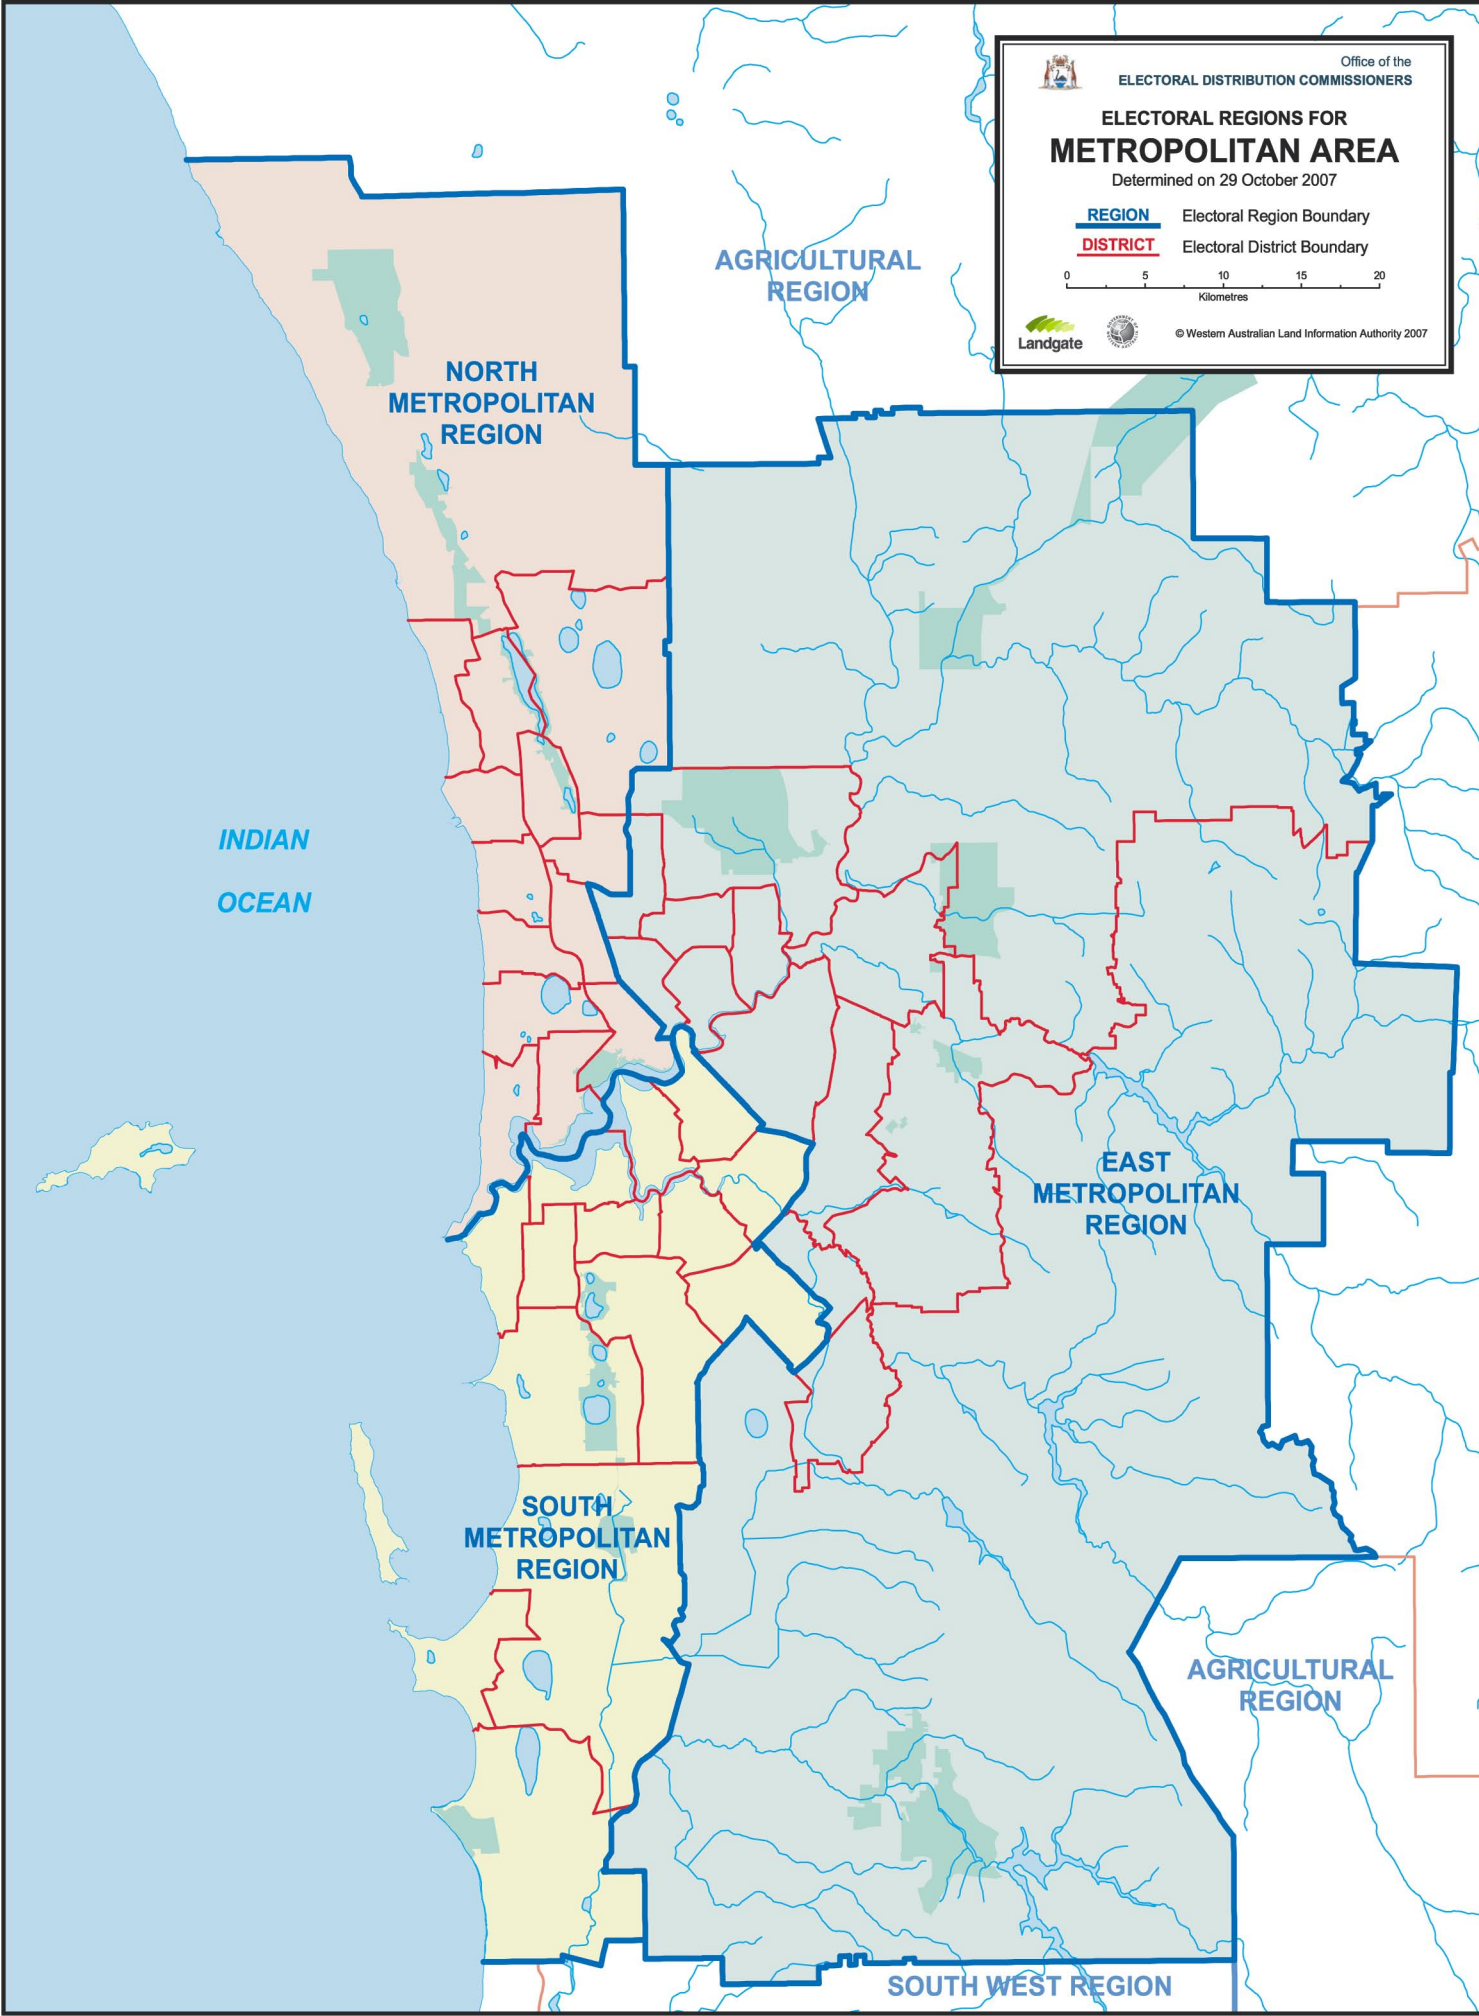 Office of the
ELECTORAL DISTRIBUTION COMMISSIONERS
ELECTORAL REGIONS FOR
METROPOLITAN AREA
Determined on 29 October 2007
REGION Electoral Region Boundary
DISTRICT Electoral District Boundary
0 5 10 15 20
Kilometres
Landgate
© Western Australian Land Information Authority 2007
AGRICULTURAL
REGION
NORTH
METROPOLITAN
REGION
INDIAN
OCEAN
EAST
METROPOLITAN
REGION
SOUTH
METROPOLITAN
REGION
AGRICULTURAL
REGION
SOUTH WEST REGION